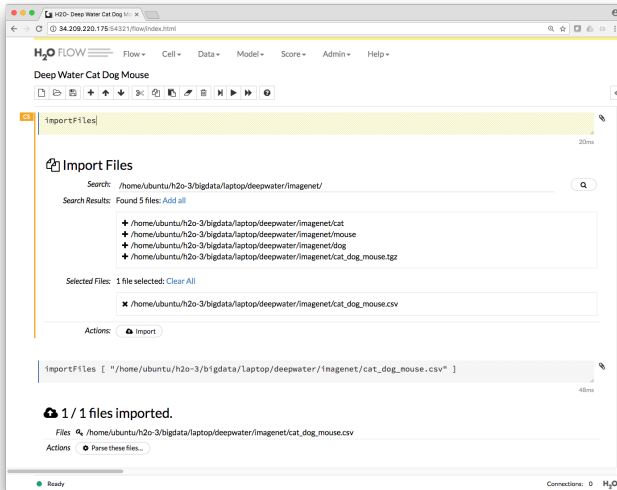 H2O- Deep Water Cat Dog Mo
34.209.220.175:54321/flow/index.html
H2O FLOW Flow Cell Data Model Score Admin Help
Deep Water Cat Dog Mouse
CS
importFiles
20ms
Import Files
Search: /home/ubuntu/h2o-3/bigdata/laptop/deepwater/imagenet/
Search Results: Found 5 files: Add all
/home/ubuntu/h2o-3/bigdata/laptop/deepwater/imagenet/cat
/home/ubuntu/h2o-3/bigdata/laptop/deepwater/imagenet/mouse
/home/ubuntu/h2o-3/bigdata/laptop/deepwater/imagenet/dog
/home/ubuntu/h2o-3/bigdata/laptop/deepwater/imagenet/cat_dog_mouse.tgz
Selected Files: 1 file selected: Clear All
/home/ubuntu/h2o-3/bigdata/laptop/deepwater/imagenet/cat_dog_mouse.csv
Actions: Import
importFiles [ "/home/ubuntu/h2o-3/bigdata/laptop/deepwater/imagenet/cat_dog_mouse.csv" ]
48ms
1 / 1 files imported.
Files /home/ubuntu/h2o-3/bigdata/laptop/deepwater/imagenet/cat_dog_mouse.csv
Actions Parse these files...
Ready Connections: 0 H2O